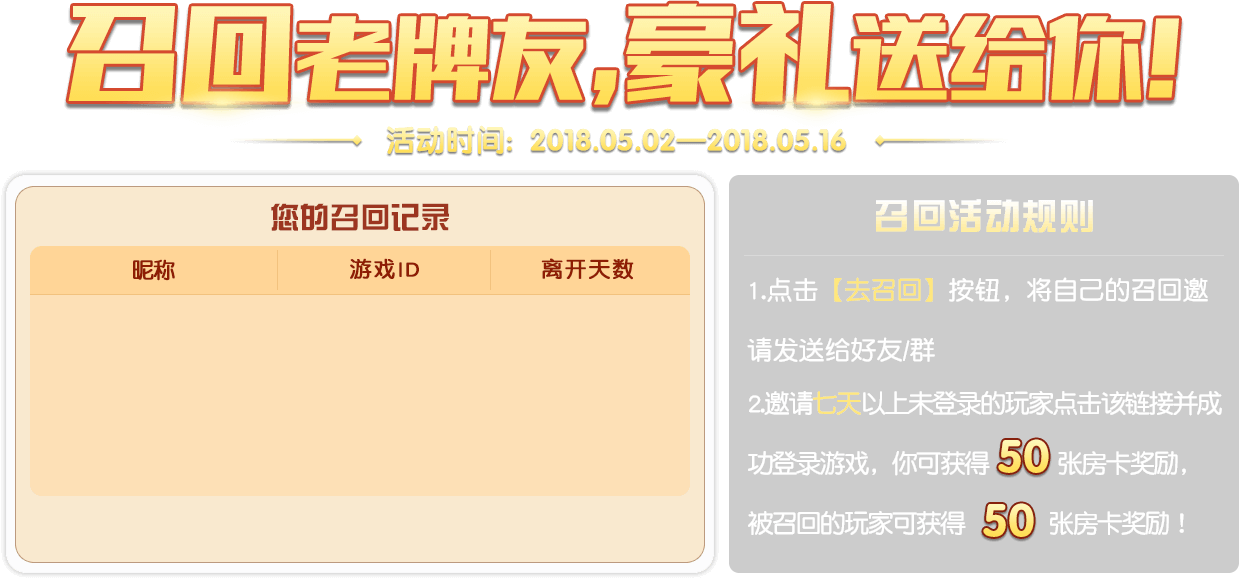 召回老牌友,豪礼送给你!
活动时间: 2018.05.02—2018.05.16
您的召回记录
昵称 游戏ID 离开天数
召回活动规则
1.点击【去召回】按钮，将自己的召回邀
请发送给好友/群
2.邀请七天以上未登录的玩家点击该链接并成
功登录游戏，你可获得 50 张房卡奖励，
被召回的玩家可获得 50 张房卡奖励！